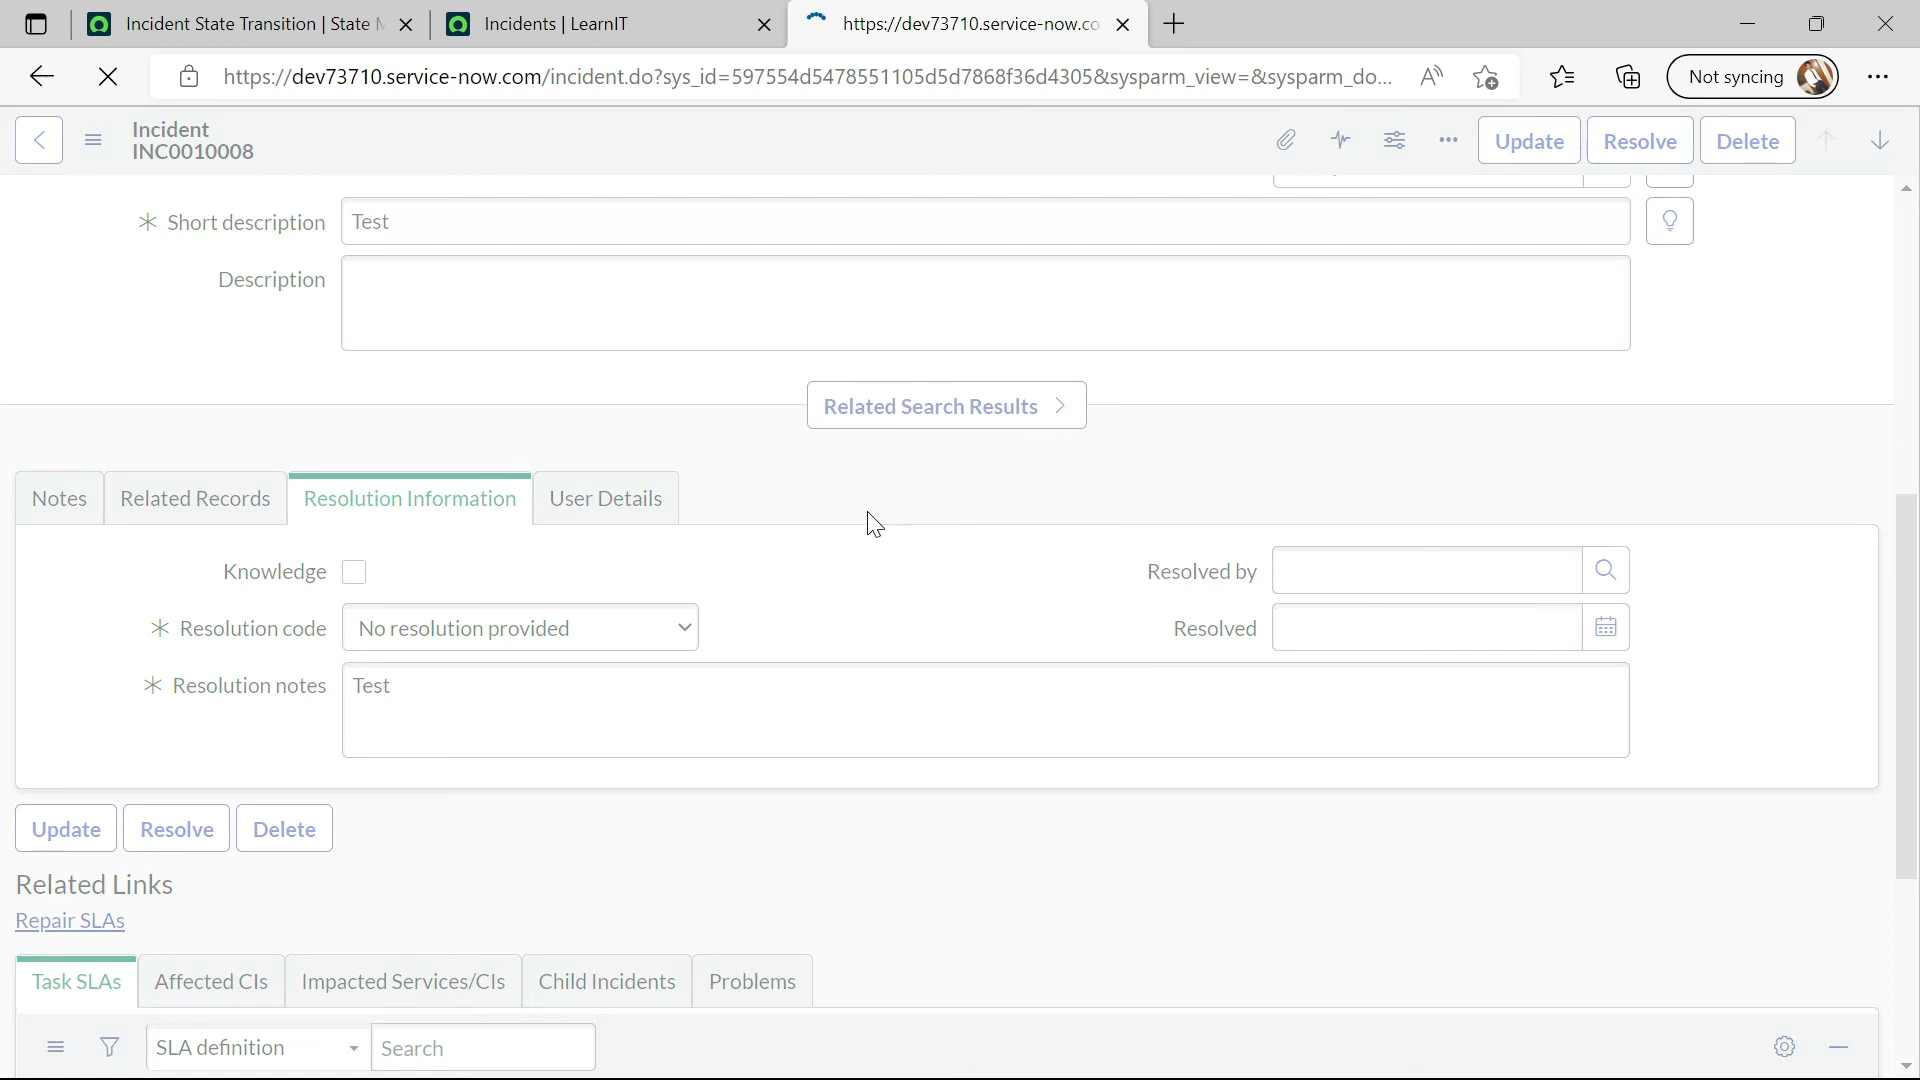 Incident State Transition | State
Incidents | LearnIT
https://dev73710.service-now.co
https://dev73710.service-now.com/incident.do?sys_id=597554d5478551105d5d7868f36d4305&sysparm_view=&sysparm_do...
Not syncing
Incident
INC0010008
Update
Resolve
Delete
Short description
Test
Description
Related Search Results
Notes
Related Records
Resolution Information
User Details
Knowledge
Resolved by
Resolution code
No resolution provided
Resolved
Resolution notes
Test
Update
Resolve
Delete
Related Links
Repair SLAs
Task SLAs
Affected CIs
Impacted Services/CIs
Child Incidents
Problems
SLA definition
Search